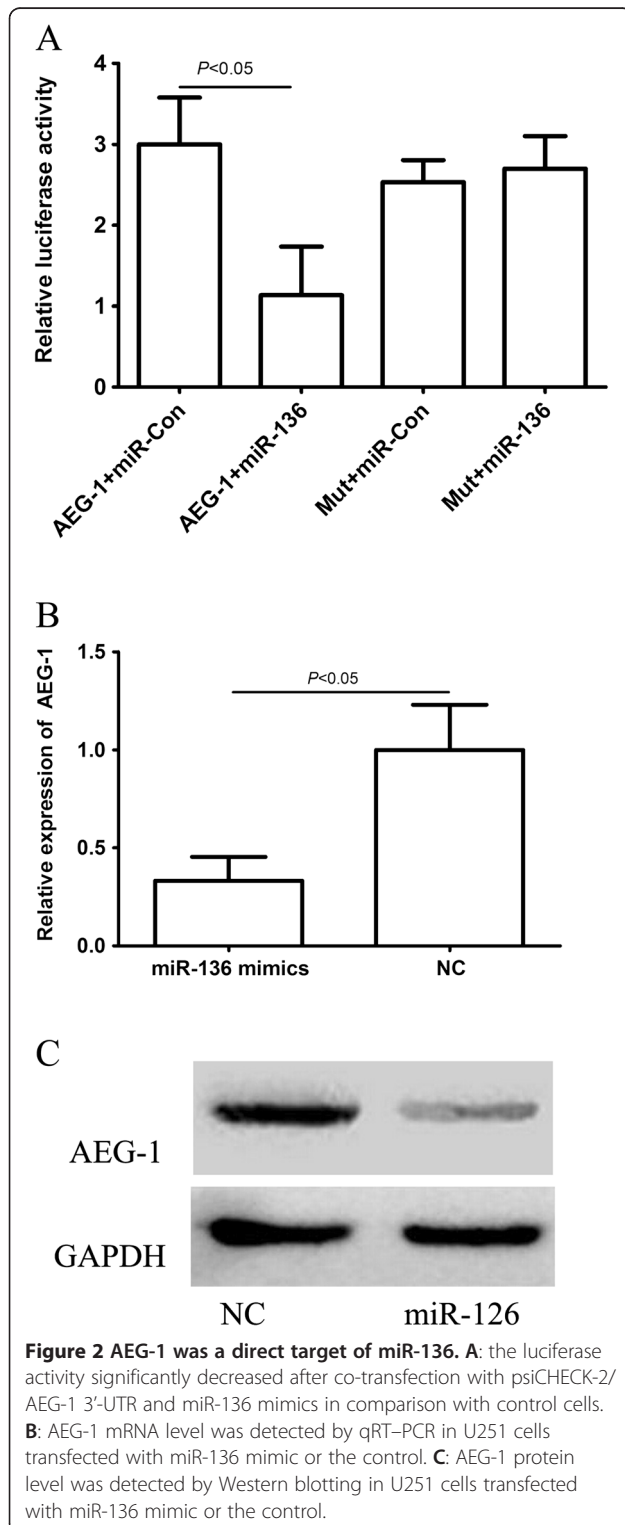 A
Relative luciferase activity
4
3
2
1
0
P<0.05
AEG-1+miR-Con
AEG-1+miR-136
Mut+miR-Con
Mut+miR-136
B
Relative expression of AEG-1
1.5
1.0
0.5
0.0
P<0.05
miR-136 mimics
NC
C
AEG-1
GAPDH
NC miR-126
Figure 2 AEG-1 was a direct target of miR-136. A: the luciferase
activity significantly decreased after co-transfection with psiCHECK-2/
AEG-1 3’-UTR and miR-136 mimics in comparison with control cells.
B: AEG-1 mRNA level was detected by qRT–PCR in U251 cells
transfected with miR-136 mimic or the control. C: AEG-1 protein
level was detected by Western blotting in U251 cells transfected
with miR-136 mimic or the control.